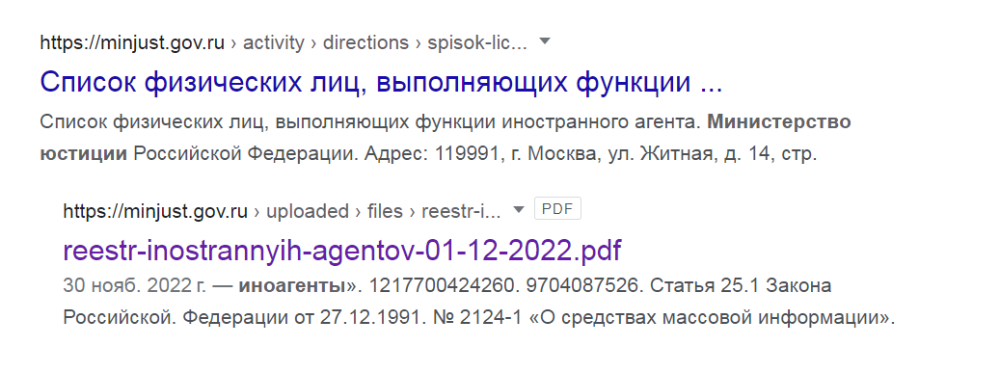 https://minjust.gov.ru › activity › directions › spisok-lic...
Список физических лиц, выполняющих функции ...
Список физических лиц, выполняющих функции иностранного агента. Министерство
юстиции Российской Федерации. Адрес: 119991, г. Москва, ул. Житная, д. 14, стр.
https://minjust.gov.ru › uploaded › files › reestr-i... PDF
reestr-inostrannyih-agentov-01-12-2022.pdf
30 нояб. 2022 г. — иноагенты». 1217700424260. 9704087526. Статья 25.1 Закона
Российской. Федерации от 27.12.1991. № 2124-1 «О средствах массовой информации».